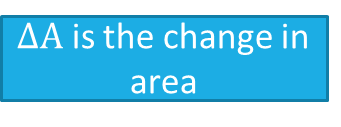 ΔA is the change in
area